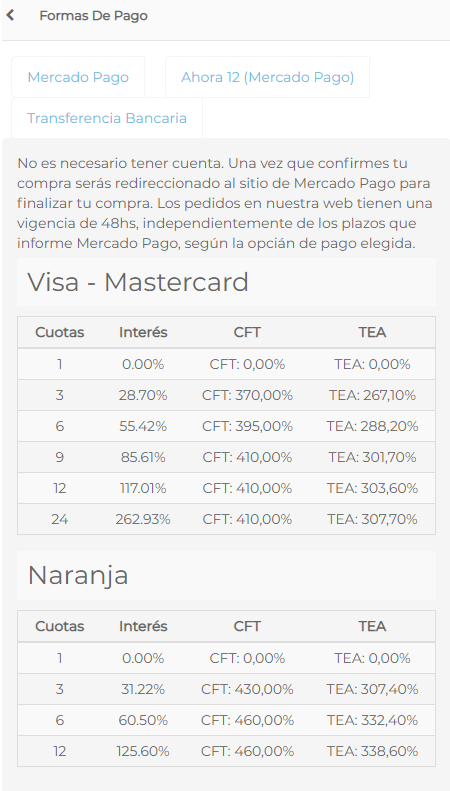 Formas De Pago
Mercado Pago
Ahora 12 (Mercado Pago)
Transferencia Bancaria
No es necesario tener cuenta. Una vez que confirmes tu
compra serás redireccionado al sitio de Mercado Pago para
finalizar tu compra. Los pedidos en nuestra web tienen una
vigencia de 48hs, independientemente de los plazos que
informe Mercado Pago, según la opcián de pago elegida.
Visa - Mastercard
Cuotas Interés CFT TEA
1 0.00% CFT: 0,00% TEA: 0,00%
3 28.70% CFT: 370,00% TEA: 267,10%
6 55.42% CFT: 395,00% TEA: 288,20%
9 85.61% CFT: 410,00% TEA: 301,70%
12 117.01% CFT: 410,00% TEA: 303,60%
24 262.93% CFT: 410,00% TEA: 307,70%
Naranja
Cuotas Interés CFT TEA
1 0.00% CFT: 0,00% TEA: 0,00%
3 31.22% CFT: 430,00% TEA: 307,40%
6 60.50% CFT: 460,00% TEA: 332,40%
12 125.60% CFT: 460,00% TEA: 338,60%